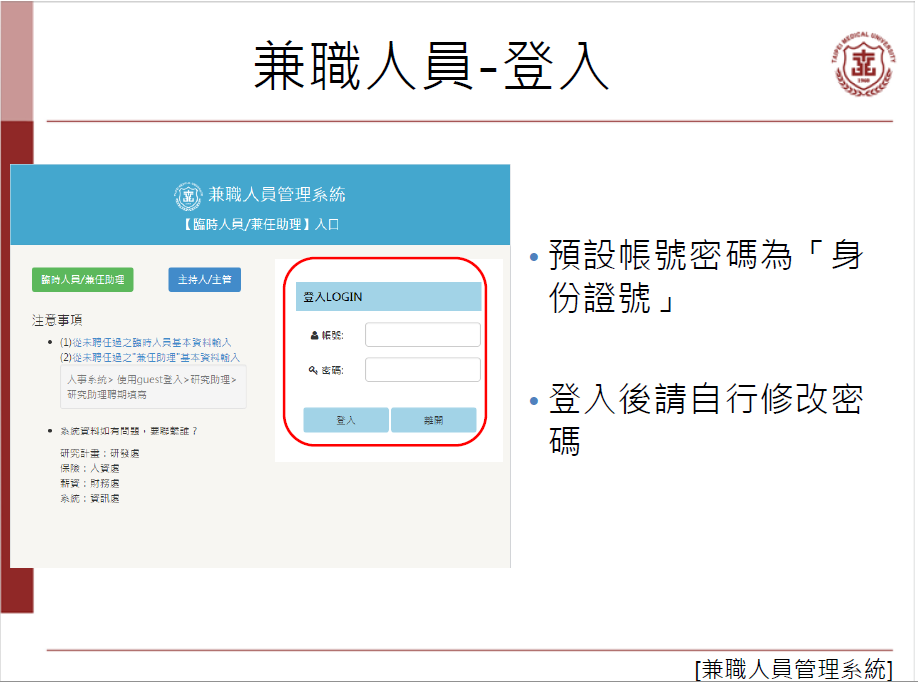 兼職人員-登入
TAIPEI MEDICAL UNIVERSITY
1960
兼職人員管理系統
【臨時人員/兼任助理】入口
臨時人員/兼任助理
主持人/主管
注意事項
(1)從未聘任過之臨時人員基本資料輸入
(2)從未聘任過之"兼任助理"基本資料輸入
人事系統> 使用guest登入>研究助理>
研究助理聘期填寫
系統資料如有問題，要聯繫誰？
研究計畫：研發處
保險：人資處
薪資：財務處
系統：資訊處
登入LOGIN
帳號:
密碼:
登入
離開
• 預設帳號密碼為「身
份證號」
• 登入後請自行修改密
碼
[兼職人員管理系統]